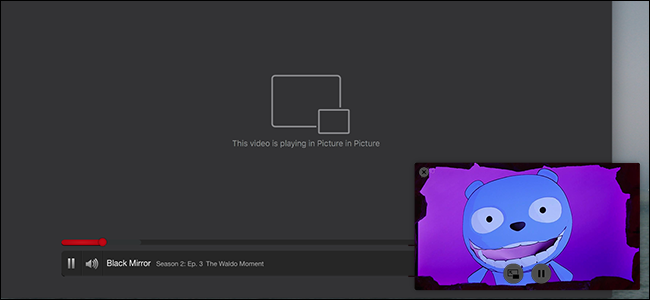 This video is playing in Picture in Picture
Black Mirror Season 2: Ep. 3 The Waldo Moment